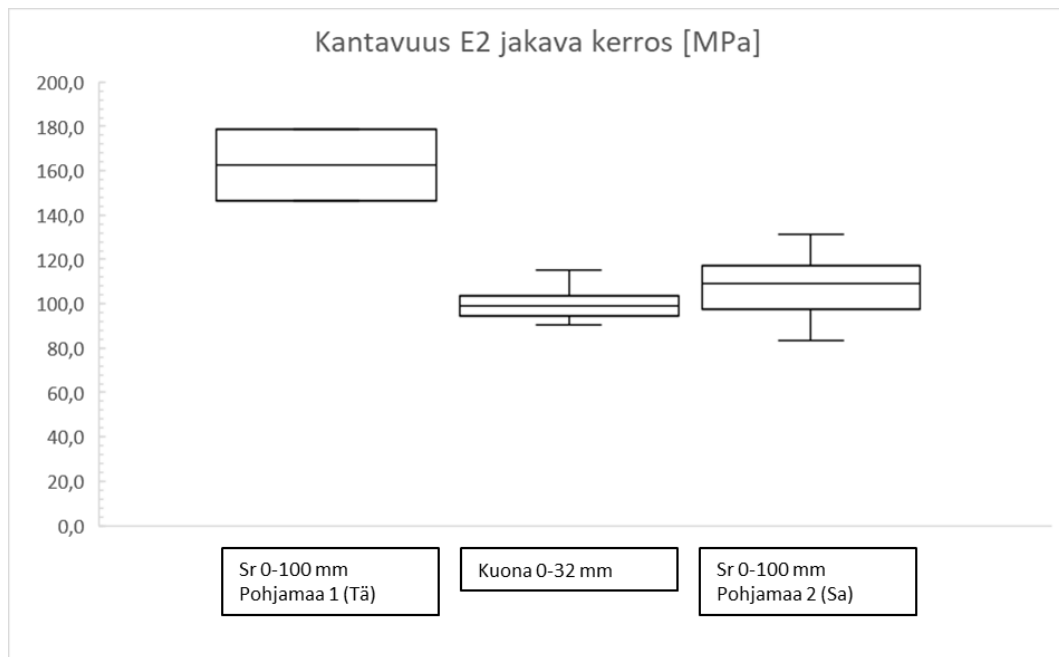 Kantavuus E2 jakava kerros [MPa]
200,0
180,0
160,0
140,0
120,0
100,0
80,0
60,0
40,0
20,0
0,0
Sr 0-100 mm
Pohjamaa 1 (Tä)
Kuona 0-32 mm
Sr 0-100 mm
Pohjamaa 2 (Sa)